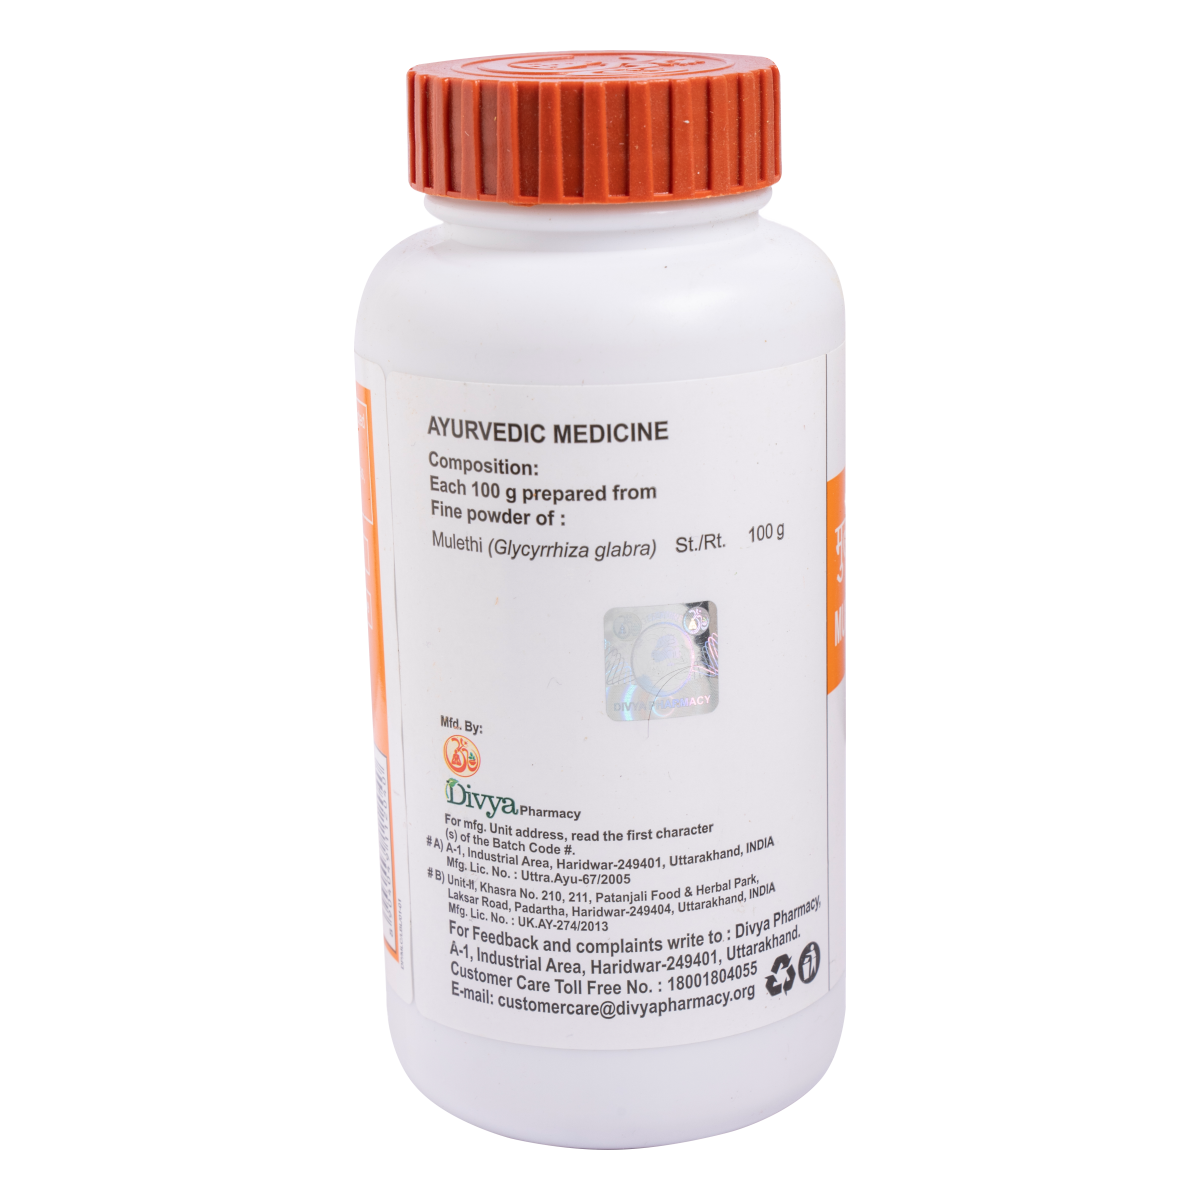 AYURVEDIC MEDICINE
Composition:
Each 100 g prepared from
Fine powder of :
Mulethi (Glycyrrhiza glabra) St./Rt. 100 g
DIVYA PHARMACY
Mfd. By:
Divya Pharmacy
For mfg. Unit address, read the first character
(s) of the Batch Code #.
# A) A-1, Industrial Area, Haridwar-249401, Uttarakhand, INDIA
Mfg. Lic. No. : Uttra.Ayu-67/2005
# B) Unit-II, Khasra No. 210, 211, Patanjali Food & Herbal Park,
Laksar Road, Padartha, Haridwar-249404, Uttarakhand, INDIA
Mfg. Lic. No. : UK.AY-274/2013
For Feedback and complaints write to : Divya Pharmacy,
A-1, Industrial Area, Haridwar-249401, Uttarakhand.
Customer Care Toll Free No. : 18001804055
E-mail: customercare@divyapharmacy.org